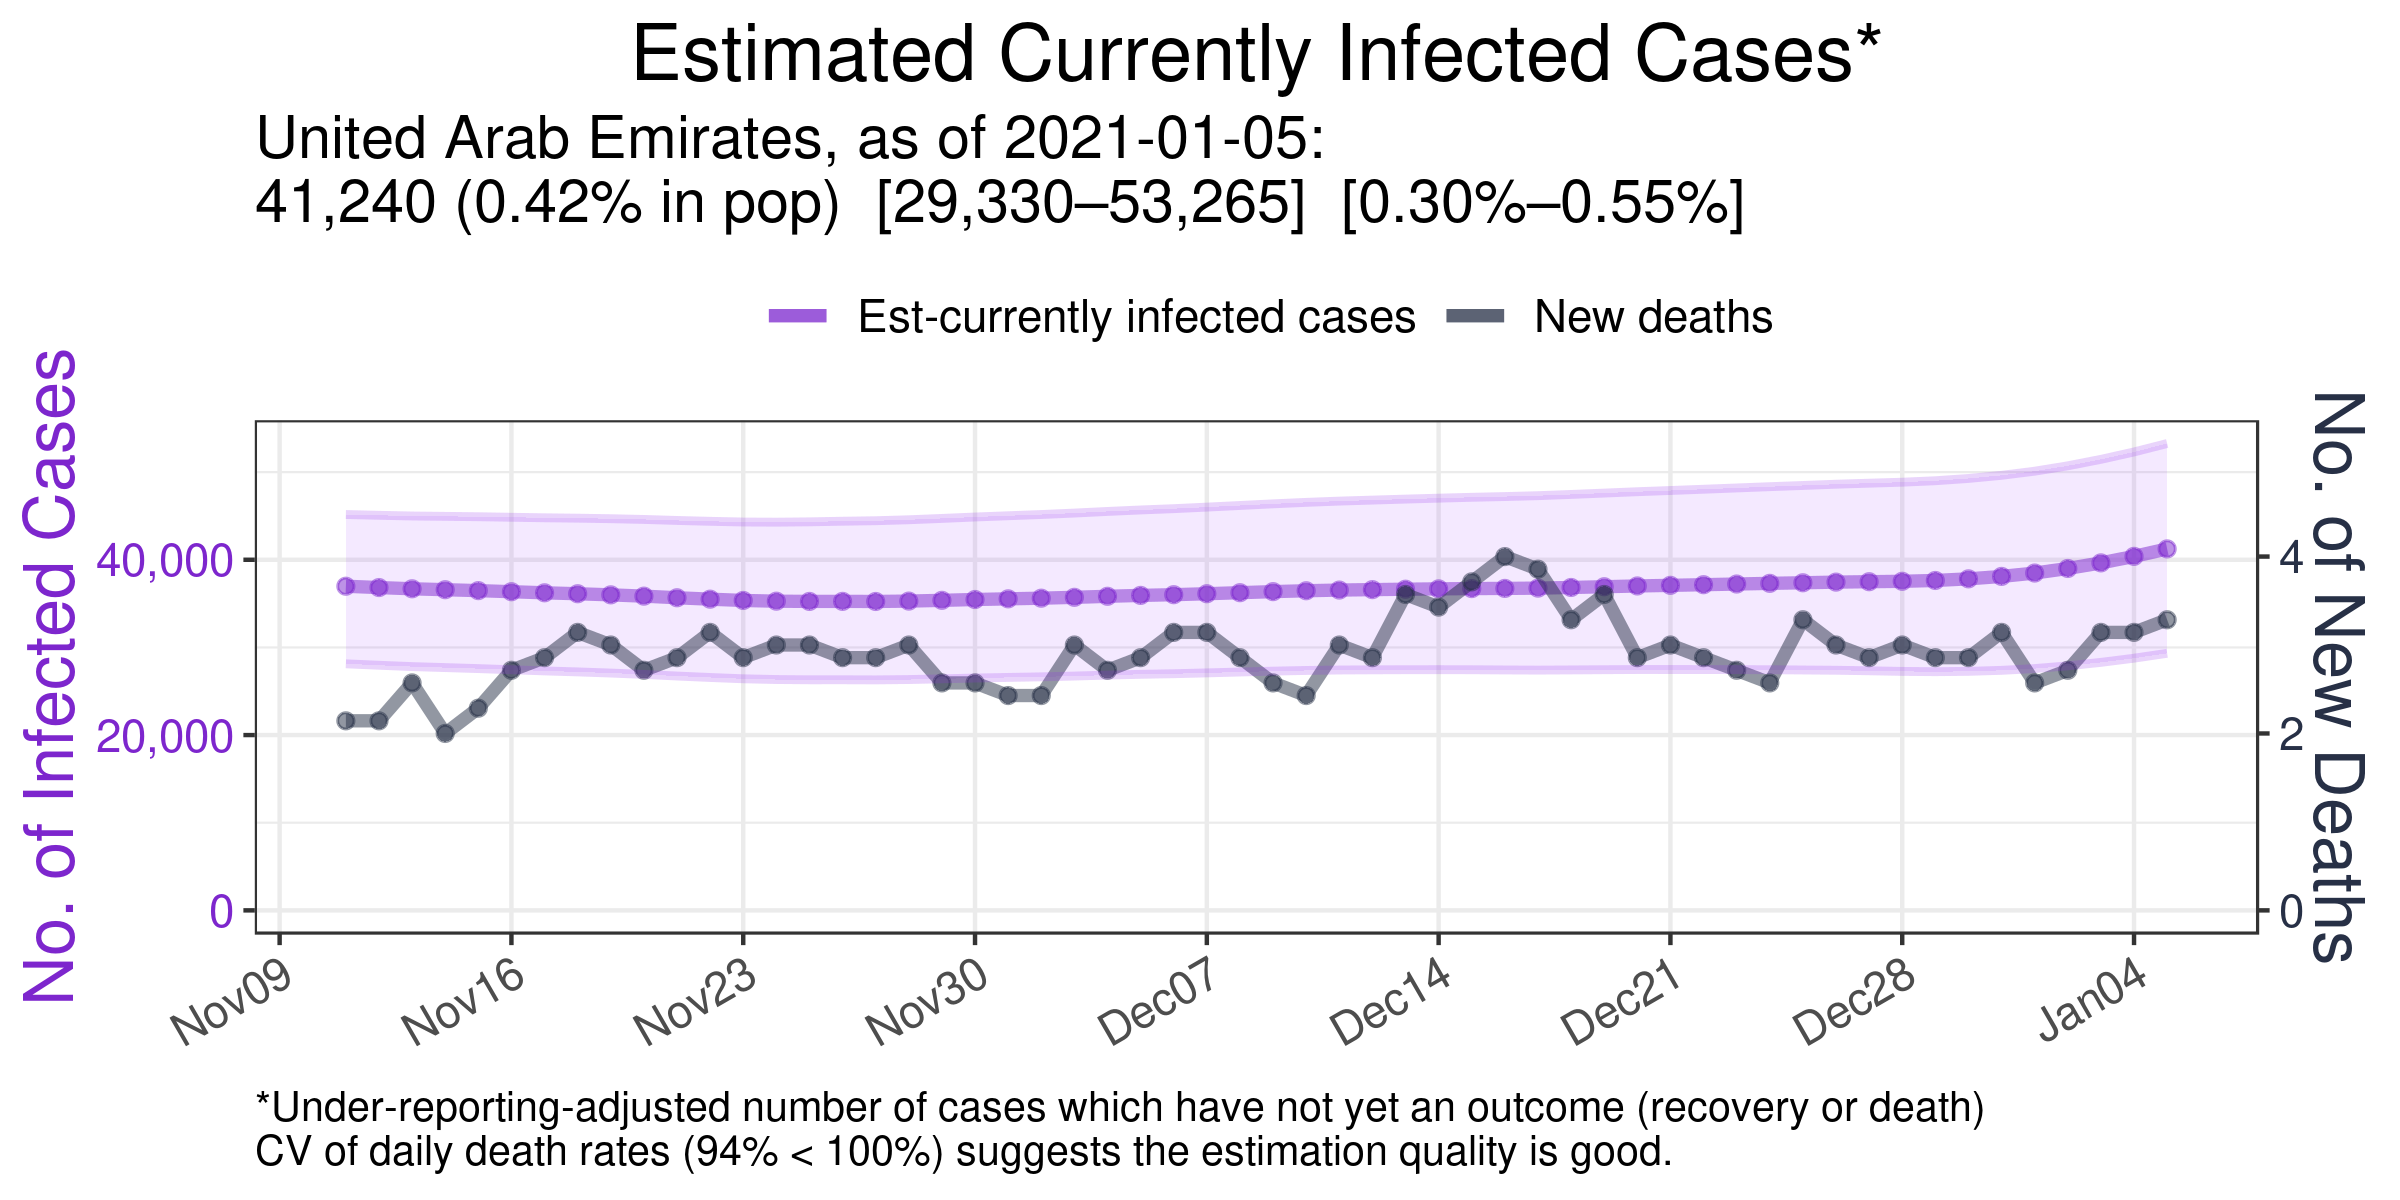 Estimated Currently Infected Cases*
United Arab Emirates, as of 2021-01-05:
41,240 (0.42% in pop)  [29,330–53,265]  [0.30%–0.55%]
Est-currently infected cases
New deaths
No. of Infected Cases
40,000
20,000
0
No. of New Deaths
4
2
0
Nov09
Nov16
Nov23
Nov30
Dec07
Dec14
Dec21
Dec28
Jan04
*Under-reporting-adjusted number of cases which have not yet an outcome (recovery or death)
CV of daily death rates (94% < 100%) suggests the estimation quality is good.